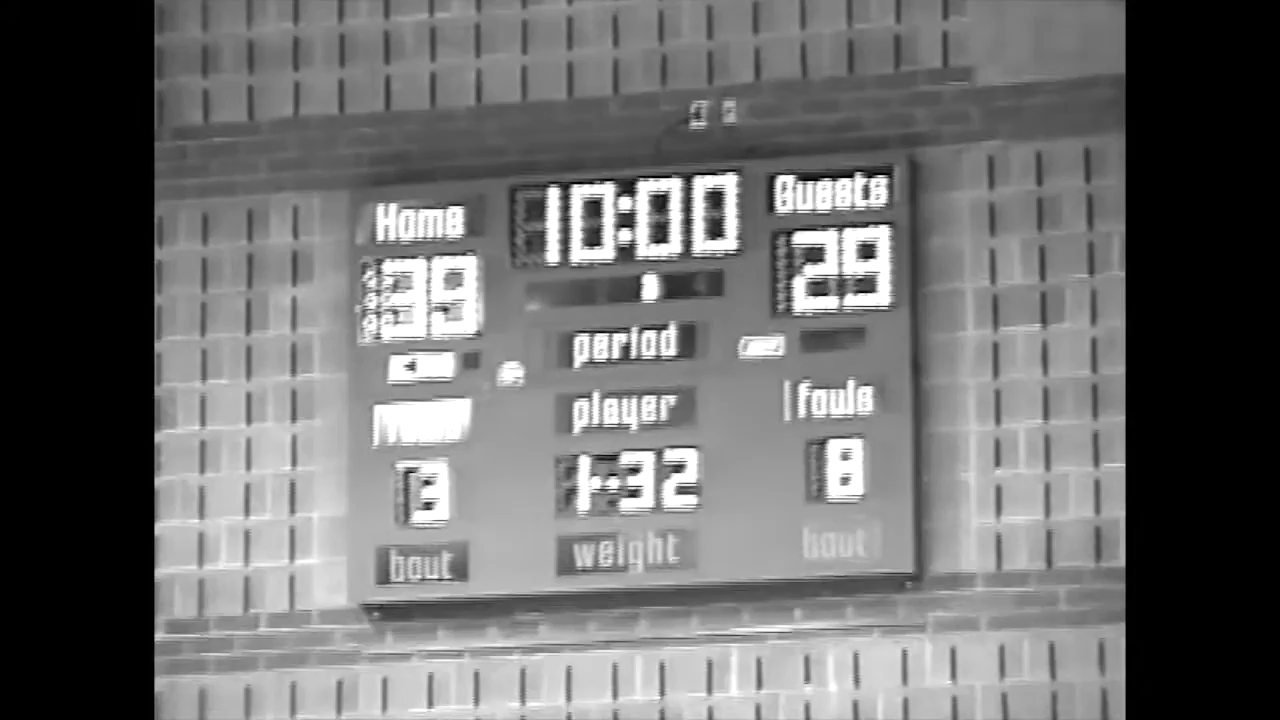 Home 10:00 Guests
39 29
period
player fouls
3 1 32 8
bout weight bout